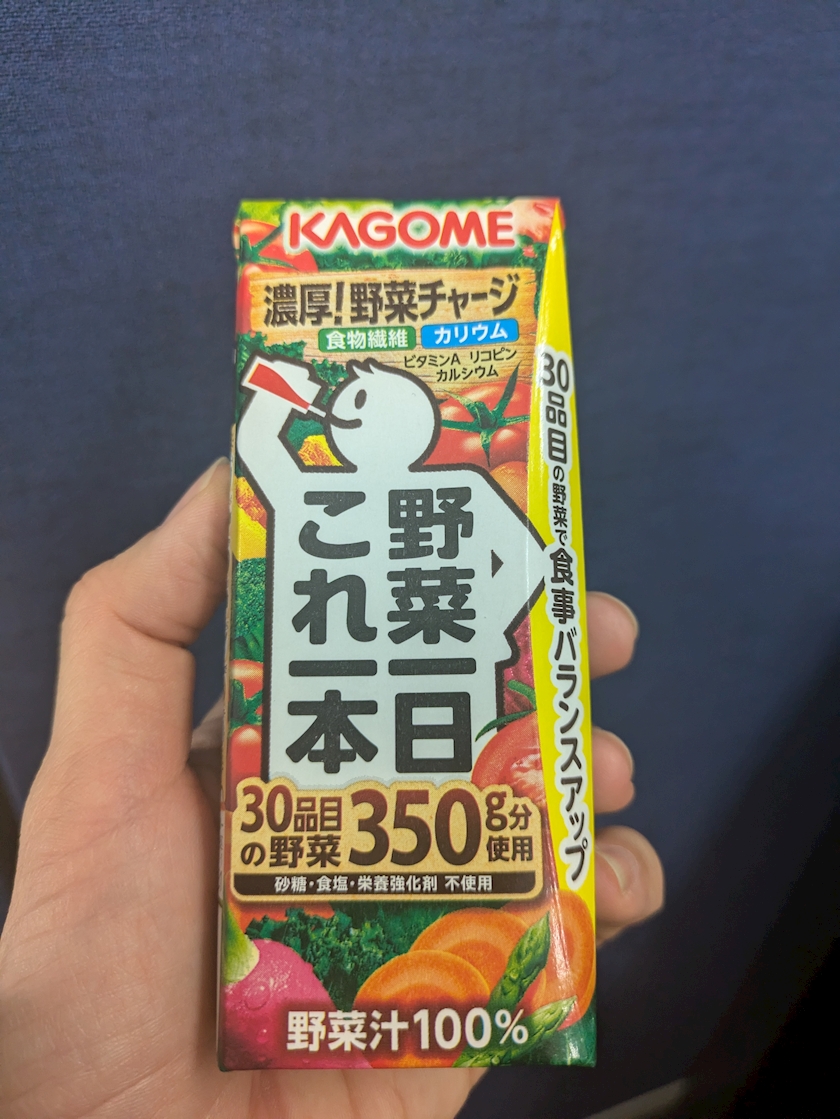 KAGOME
濃厚!野菜チャージ
食物繊維 カリウム
ビタミンA リコピン
カルシウム
野菜一日
これ一本
30品目
の野菜
350g分
使用
砂糖・食塩・栄養強化剤 不使用
野菜汁100%
30品目の野菜で食事バランスアップ